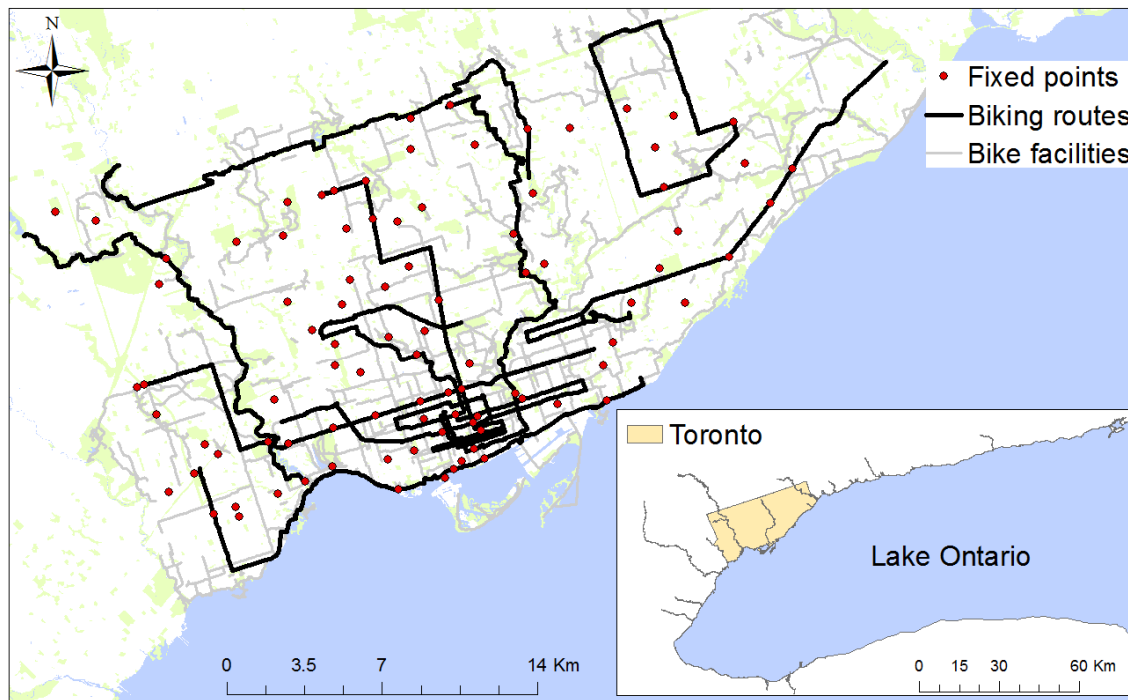 N
Fixed points
Biking routes
Bike facilities
Toronto
Lake Ontario
0 3.5 7 14 Km
0 15 30 60 Km